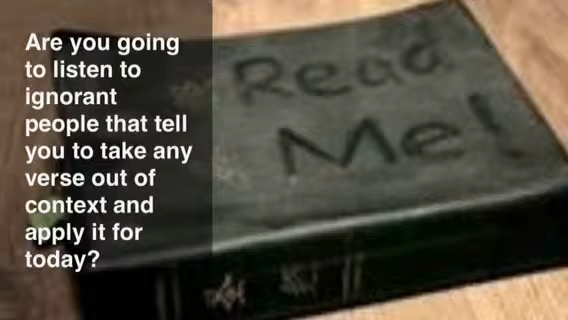 Are you going
to listen to
ignorant
people that tell
you to take any
verse out of
context and
apply it for
today?
Read
Me!